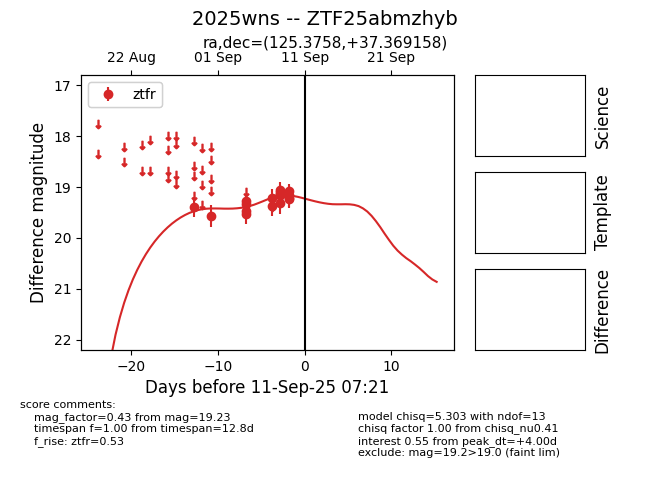 2025wns -- ZTF25abmzhyb
ra,dec=(125.3758,+37.369158)
22 Aug 01 Sep 11 Sep 21 Sep
ztfr
17
18
19
20
21
22
Difference magnitude
−20 −10 0 10
Days before 11-Sep-25 07:21
Science
Template
Difference
score comments:
mag_factor=0.43 from mag=19.23
timespan f=1.00 from timespan=12.8d
f_rise: ztfr=0.53
model chisq=5.303 with ndof=13
chisq factor 1.00 from chisq_nu0.41
interest 0.55 from peak_dt=+4.00d
exclude: mag=19.2>19.0 (faint lim)